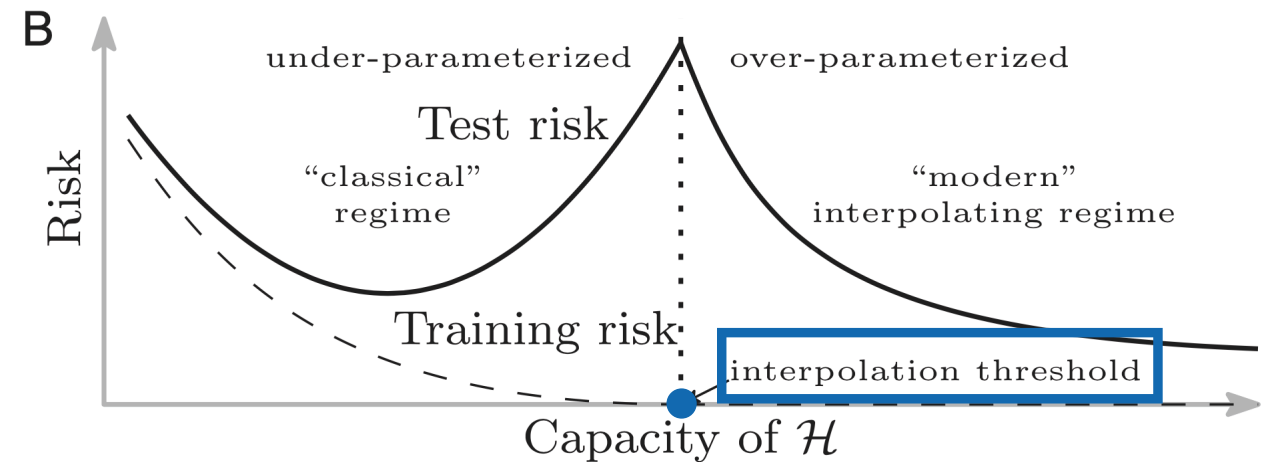 B
under-parameterized
over-parameterized
Test risk
“classical”
regime
“modern”
interpolating regime
Risk
Training risk
interpolation threshold
Capacity of ℋ